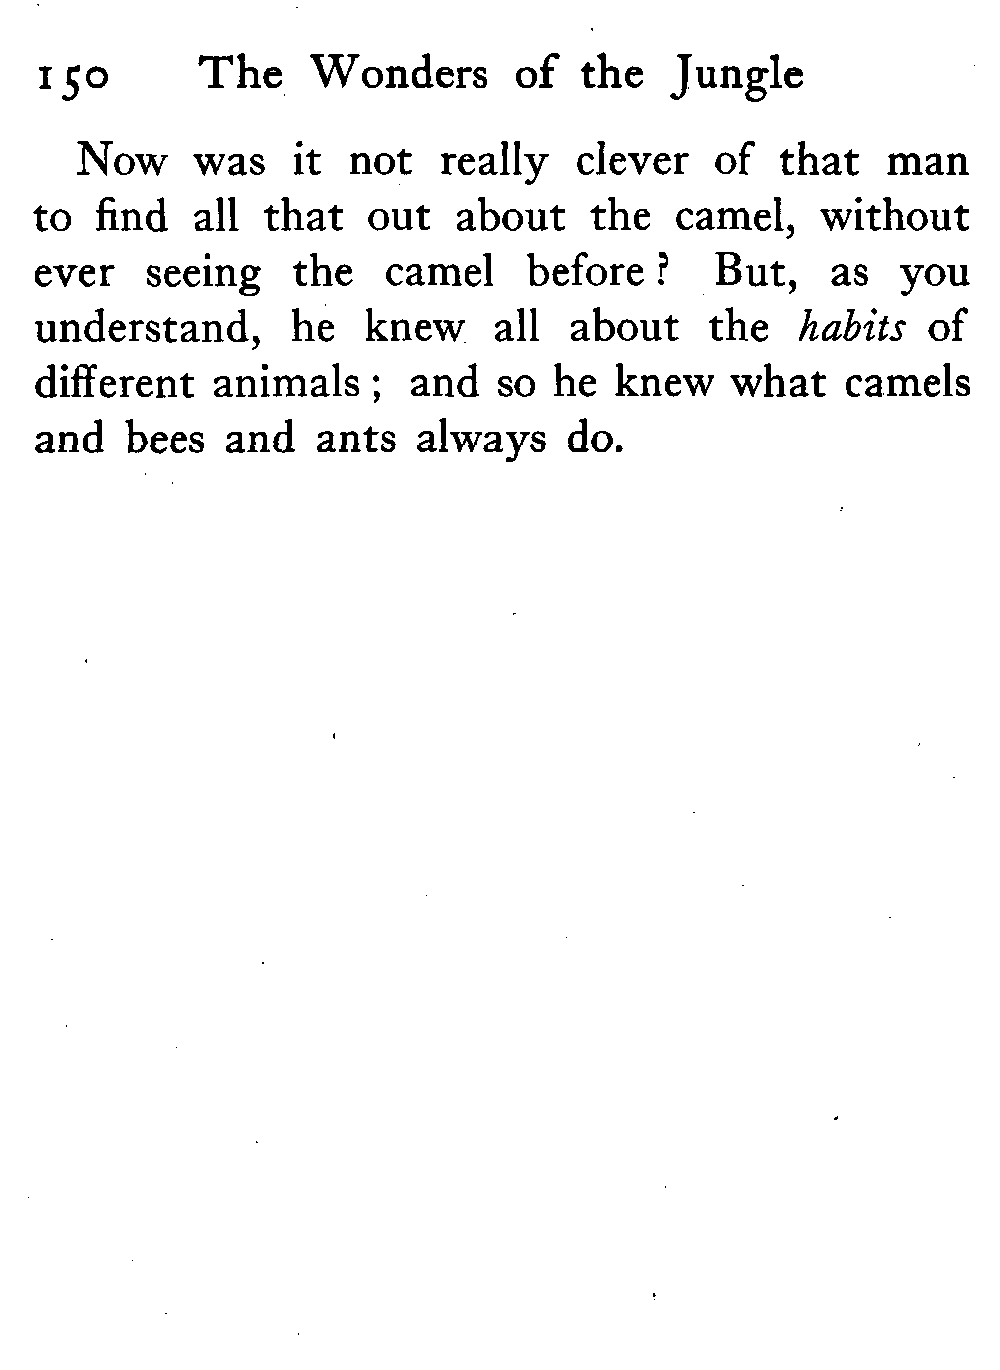 150 The Wonders of the Jungle
Now was it not really clever of that man
to find all that out about the camel, without
ever seeing the camel before? But, as you
understand, he knew all about the habits of
different animals; and so he knew what camels
and bees and ants always do.